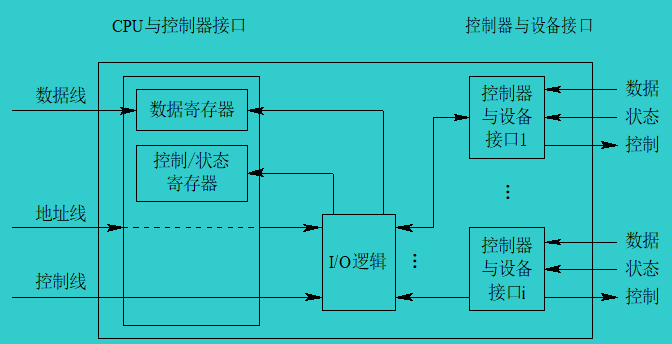 CPU与控制器接口
控制器与设备接口
数据线
数据寄存器
控制器
与设备
接口1
数据
状态
控制
控制/状态
寄存器
⋮
地址线
I/O逻辑
…
控制器
与设备
接口i
数据
状态
控制
控制线